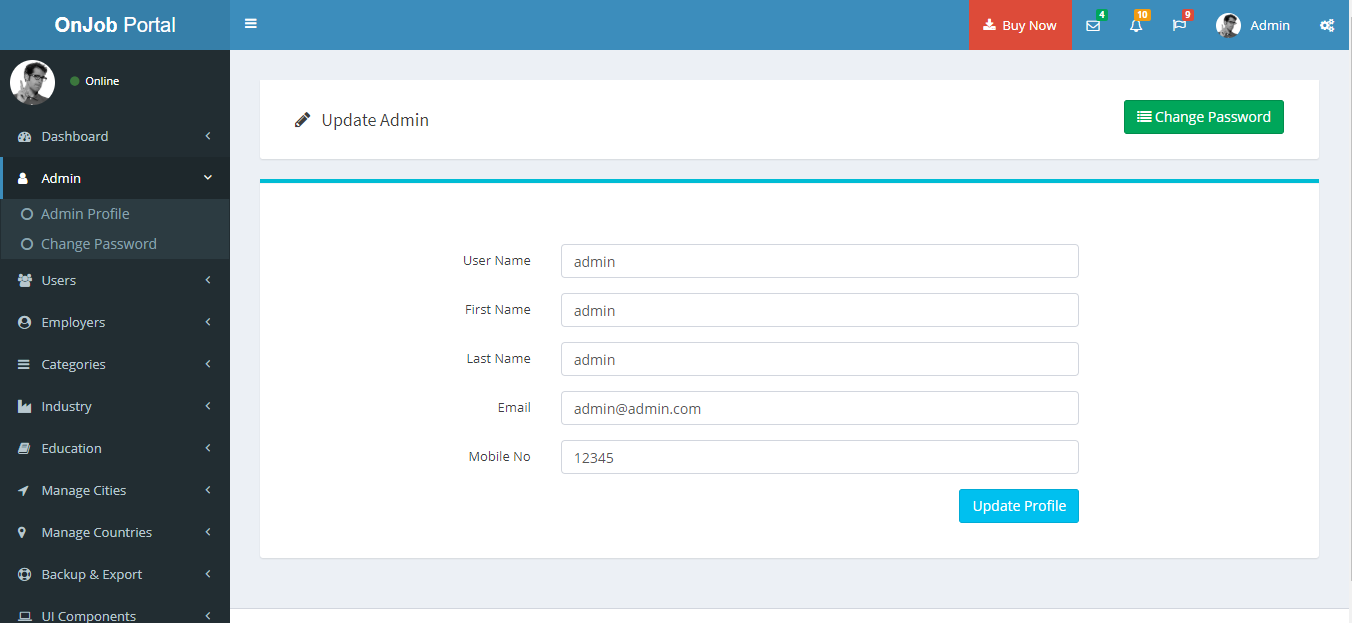 OnJob Portal
Buy Now
4
10
9
Admin
Online
Dashboard
Admin
Admin Profile
Change Password
Users
Employers
Categories
Industry
Education
Manage Cities
Manage Countries
Backup & Export
UI Components
Update Admin
Change Password
User Name
admin
First Name
admin
Last Name
admin
Email
admin@admin.com
Mobile No
12345
Update Profile